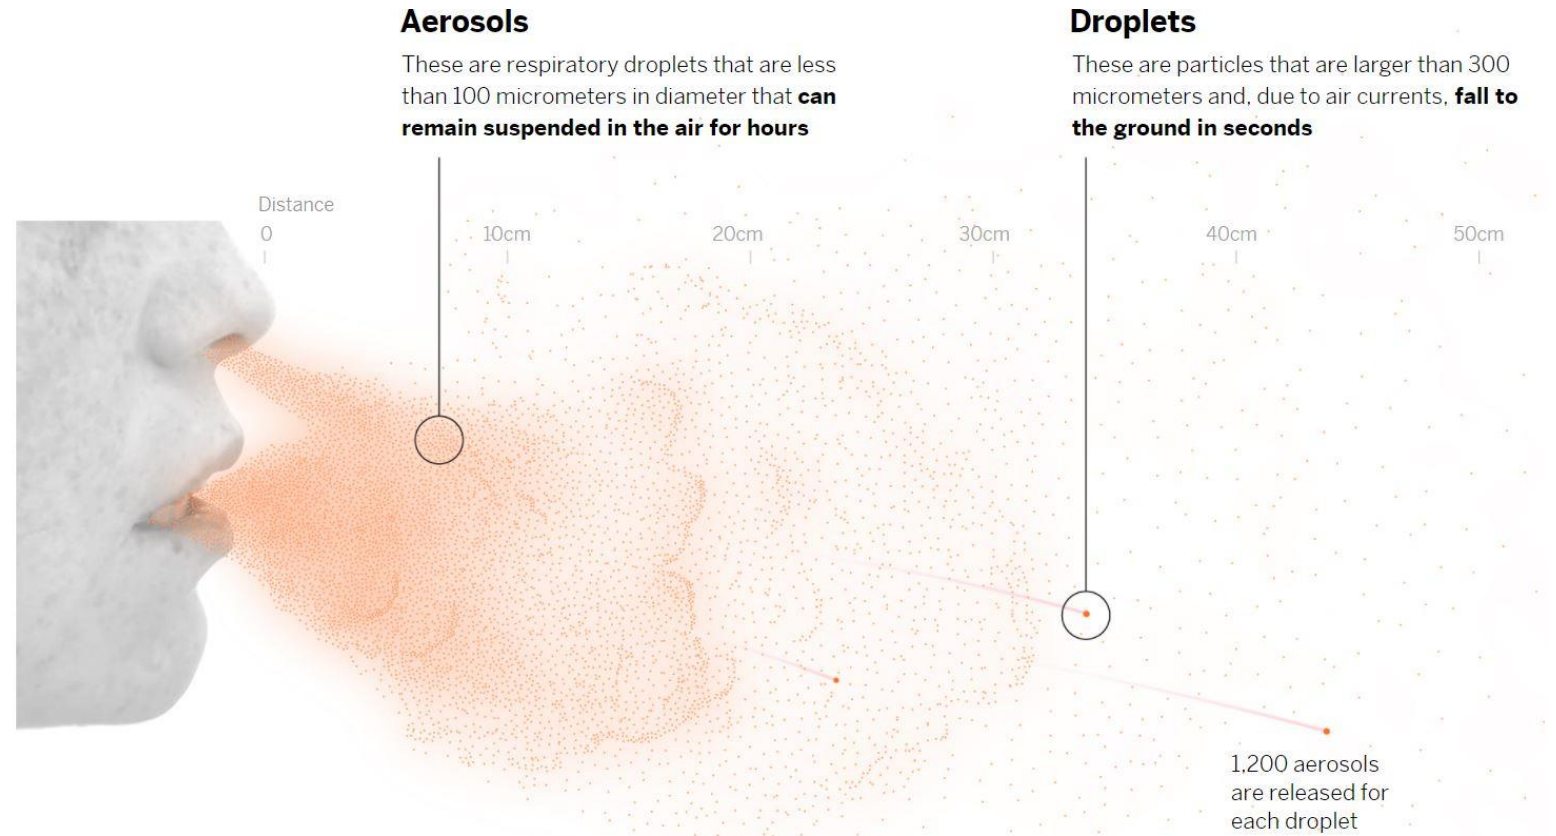 Aerosols
These are respiratory droplets that are less
than 100 micrometers in diameter that can
remain suspended in the air for hours
Droplets
These are particles that are larger than 300
micrometers and, due to air currents, fall to
the ground in seconds
Distance
0
10cm
20cm
30cm
40cm
50cm
1,200 aerosols
are released for
each droplet